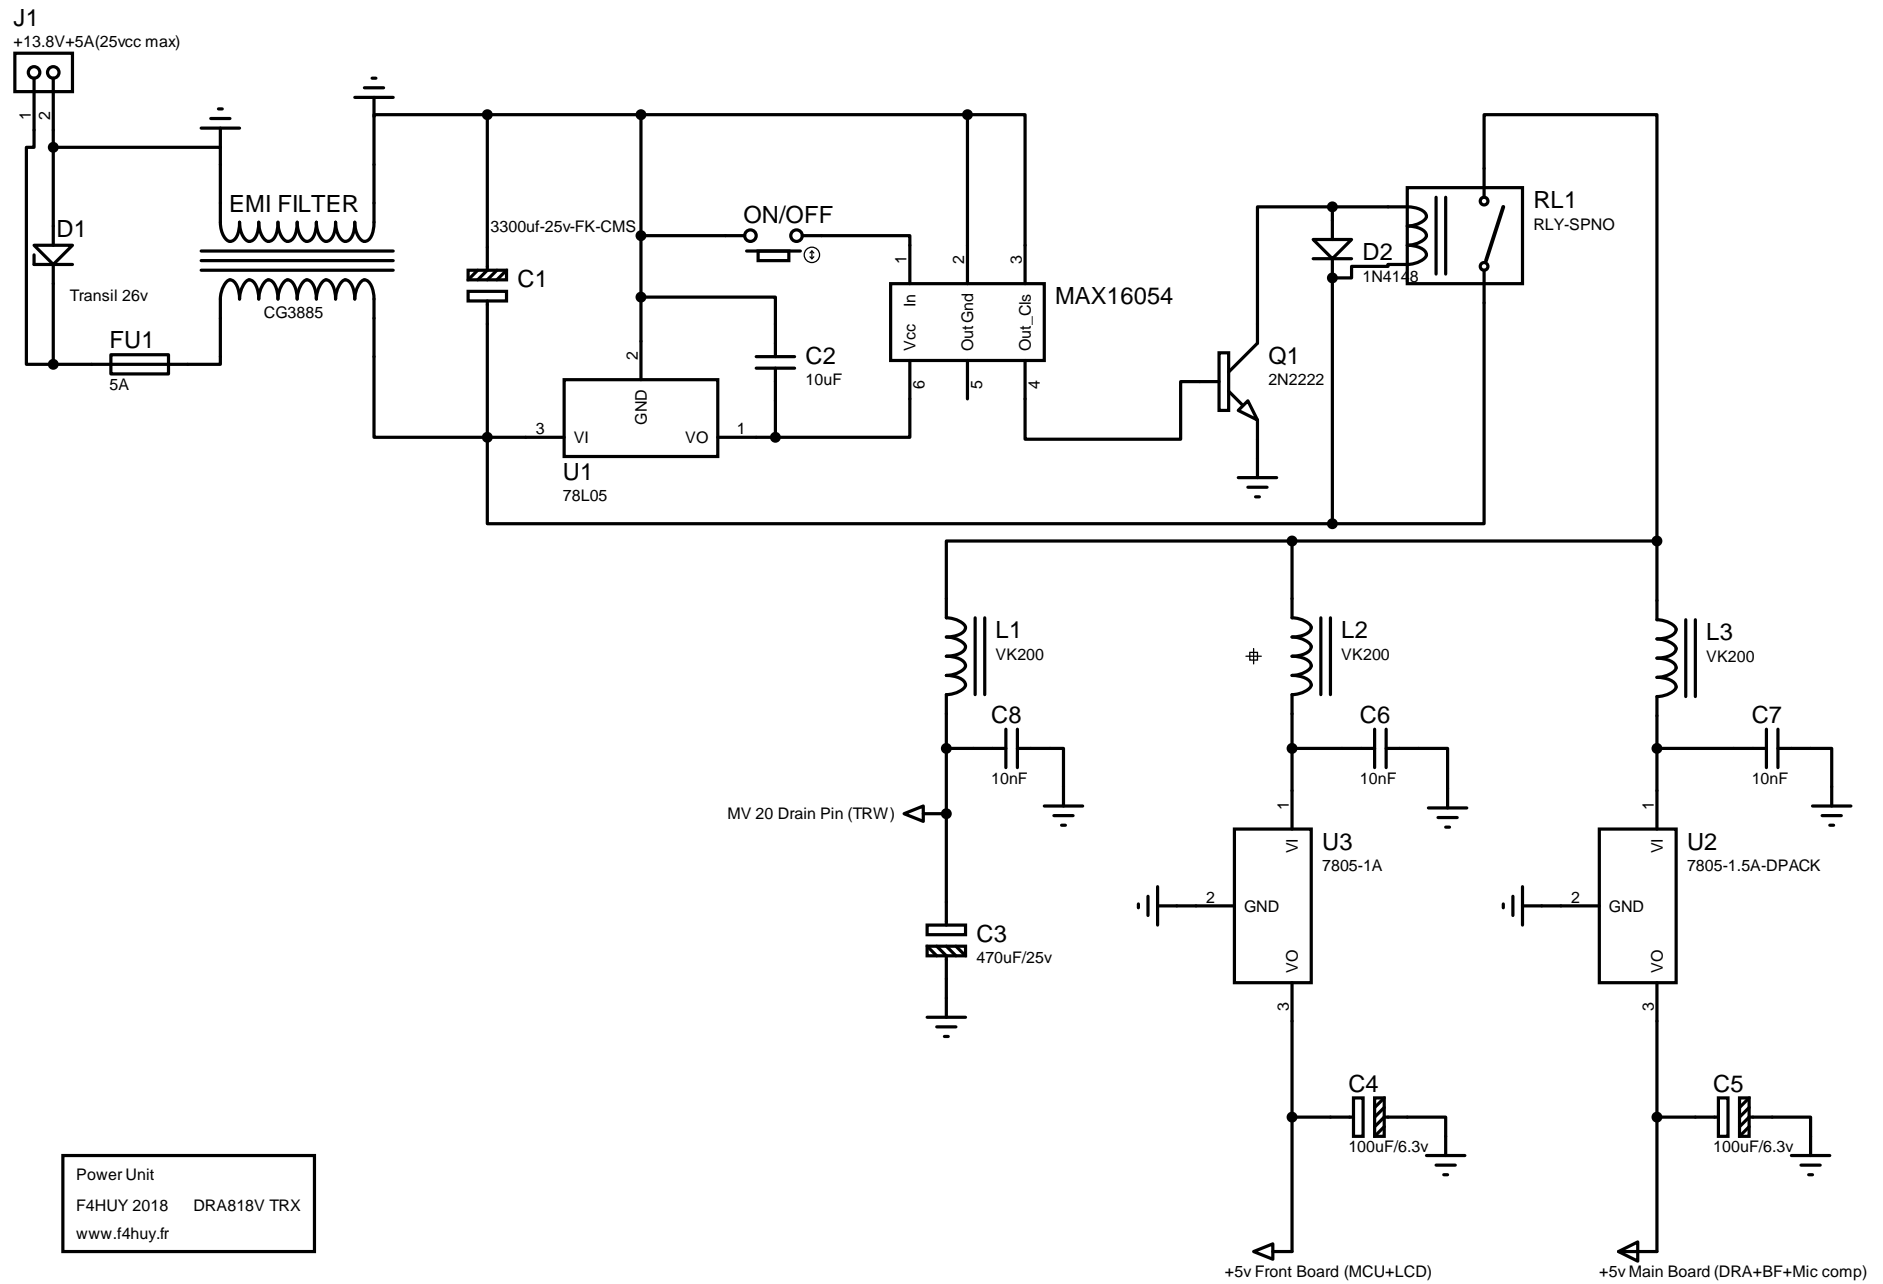 J1
+13.8V+5A(25vcc max)
1
2
D1
Transil 26v
EMI FILTER
CG3885
FU1
5A
3300uf-25v-FK-CMS
C1
ON/OFF
C2
10uF
2
GND
3
VI
VO
1
U1
78L05
1
2
3
In
Out Gnd
Out_Cls
Vcc
6
5
4
MAX16054
Q1
2N2222
D2
1N4148
RL1
RLY-SPNO
L1
VK200
L2
VK200
L3
VK200
C8
10nF
C6
10nF
C7
10nF
MV 20 Drain Pin (TRW)
C3
470uF/25v
1
VI
2
GND
VO
3
U3
7805-1A
1
VI
2
GND
VO
3
U2
7805-1.5A-DPACK
C4
100uF/6.3v
C5
100uF/6.3v
+5v Front Board (MCU+LCD)
+5v Main Board (DRA+BF+Mic comp)
Power Unit
F4HUY 2018 DRA818V TRX
www.f4huy.fr